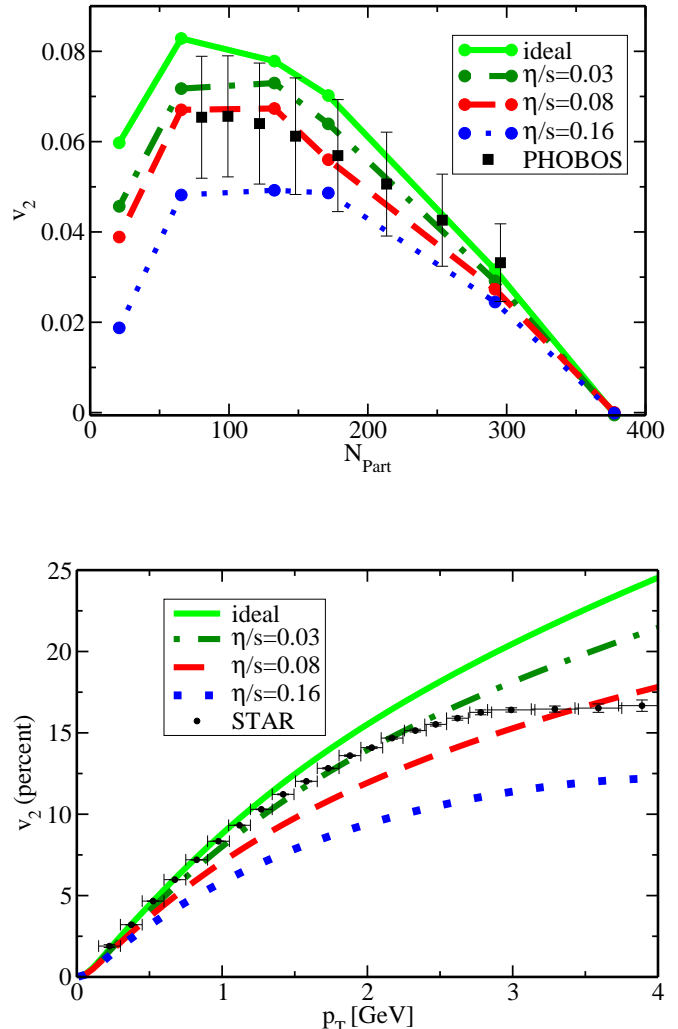 0.08
0.06
0.04
0.02
0
v2
ideal
η/s=0.03
η/s=0.08
η/s=0.16
PHOBOS
0 100 200 300 400
NPart
25
20
15
10
5
0
v2 (percent)
ideal
η/s=0.03
η/s=0.08
η/s=0.16
STAR
0 1 2 3 4
pT [GeV]